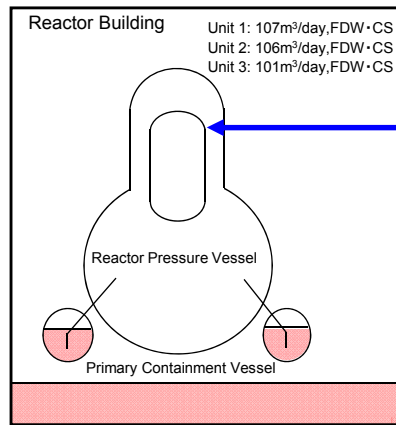 Reactor Building
Unit 1: 107m³/day,FDW・CS
Unit 2: 106m³/day,FDW・CS
Unit 3: 101m³/day,FDW・CS
Reactor Pressure Vessel
Primary Containment Vessel